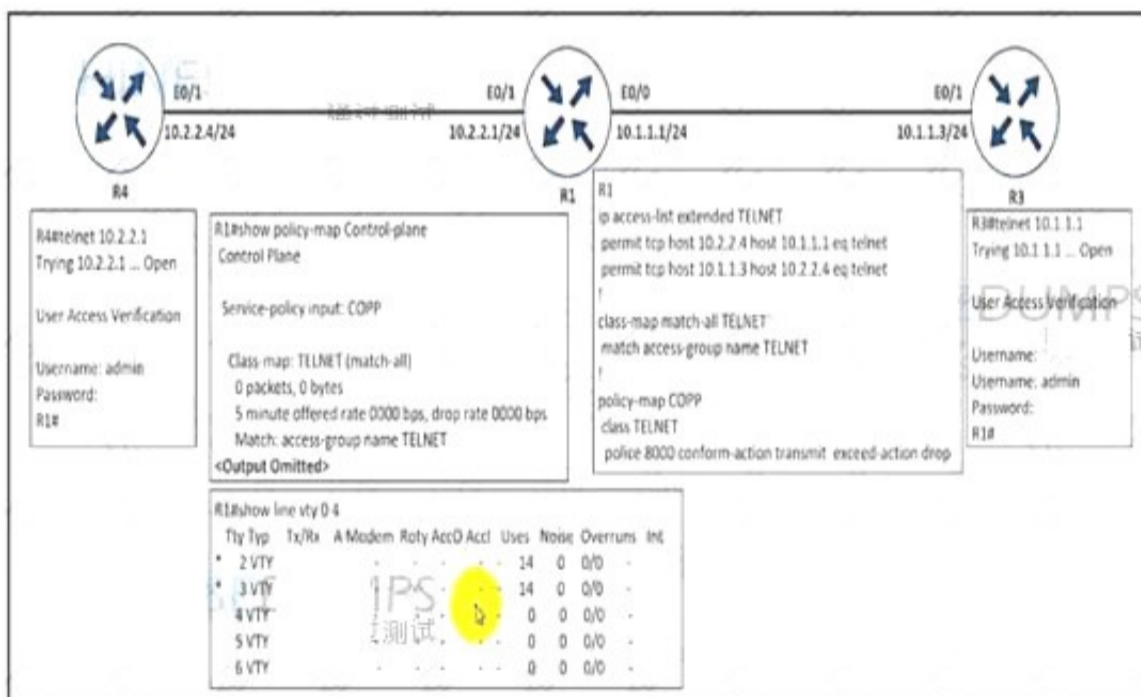 E0/1
10.2.2.4/24
R4
E0/1
10.2.2.1/24
R1
E0/0
10.1.1.1/24
E0/1
10.1.1.3/24
R3
R4#telnet 10.2.2.1
Trying 10.2.2.1 ... Open
User Access Verification
Username: admin
Password:
R1#
R1#show policy-map Control-plane
Control Plane
Service-policy input: COPP
Class-map: TELNET (match-all)
0 packets, 0 bytes
5 minute offered rate 0000 bps, drop rate 0000 bps
Match: access-group name TELNET
<Output Omitted>
R1
ip access-list extended TELNET
permit tcp host 10.2.2.4 host 10.1.1.1 eq telnet
permit tcp host 10.1.1.3 host 10.2.2.4 eq telnet
!
class-map match-all TELNET
match access-group name TELNET
!
policy-map COPP
class TELNET
police 8000 conform-action transmit exceed-action drop
R3#telnet 10.1.1.1
Trying 10.1 1.1 ... Open
User Access Verification
Username:
Username: admin
Password:
R1#
DUMPS
试
R1#show line vty 0 4
Tty Typ Tx/Rx A Modem Roty AccO AccI Uses Noise Overruns Int
* 2 VTY - - - - - 14 0 0/0 -
* 3 VTY - - - - - 14 0 0/0 -
4 VTY - - - - - 0 0 0/0 -
5 VTY - - - - - 0 0 0/0 -
6 VTY - - - - - 0 0 0/0 -
PS
测试